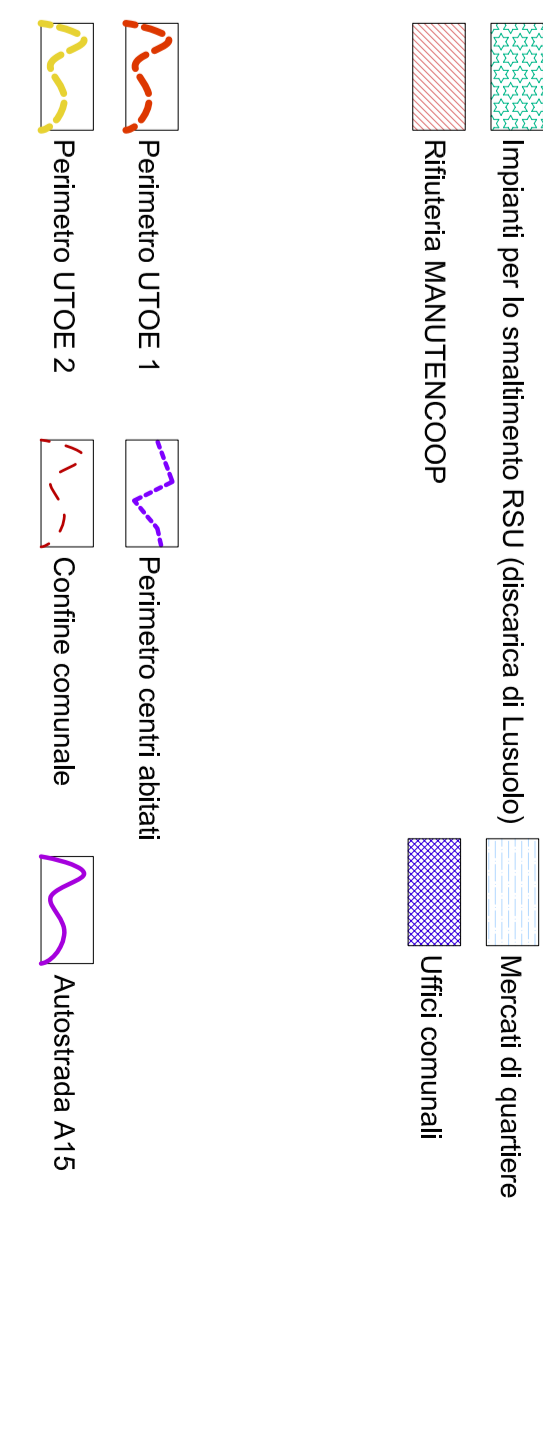 Impianti per lo smaltimento RSU (discarica di Lusuolo)
Mercati di quartiere
Rifiuteria MANUTENCOOP
Uffici comunali
Perimetro UTOE 1
Perimetro centri abitati
Perimetro UTOE 2
Confine comunale
Autostrada A15